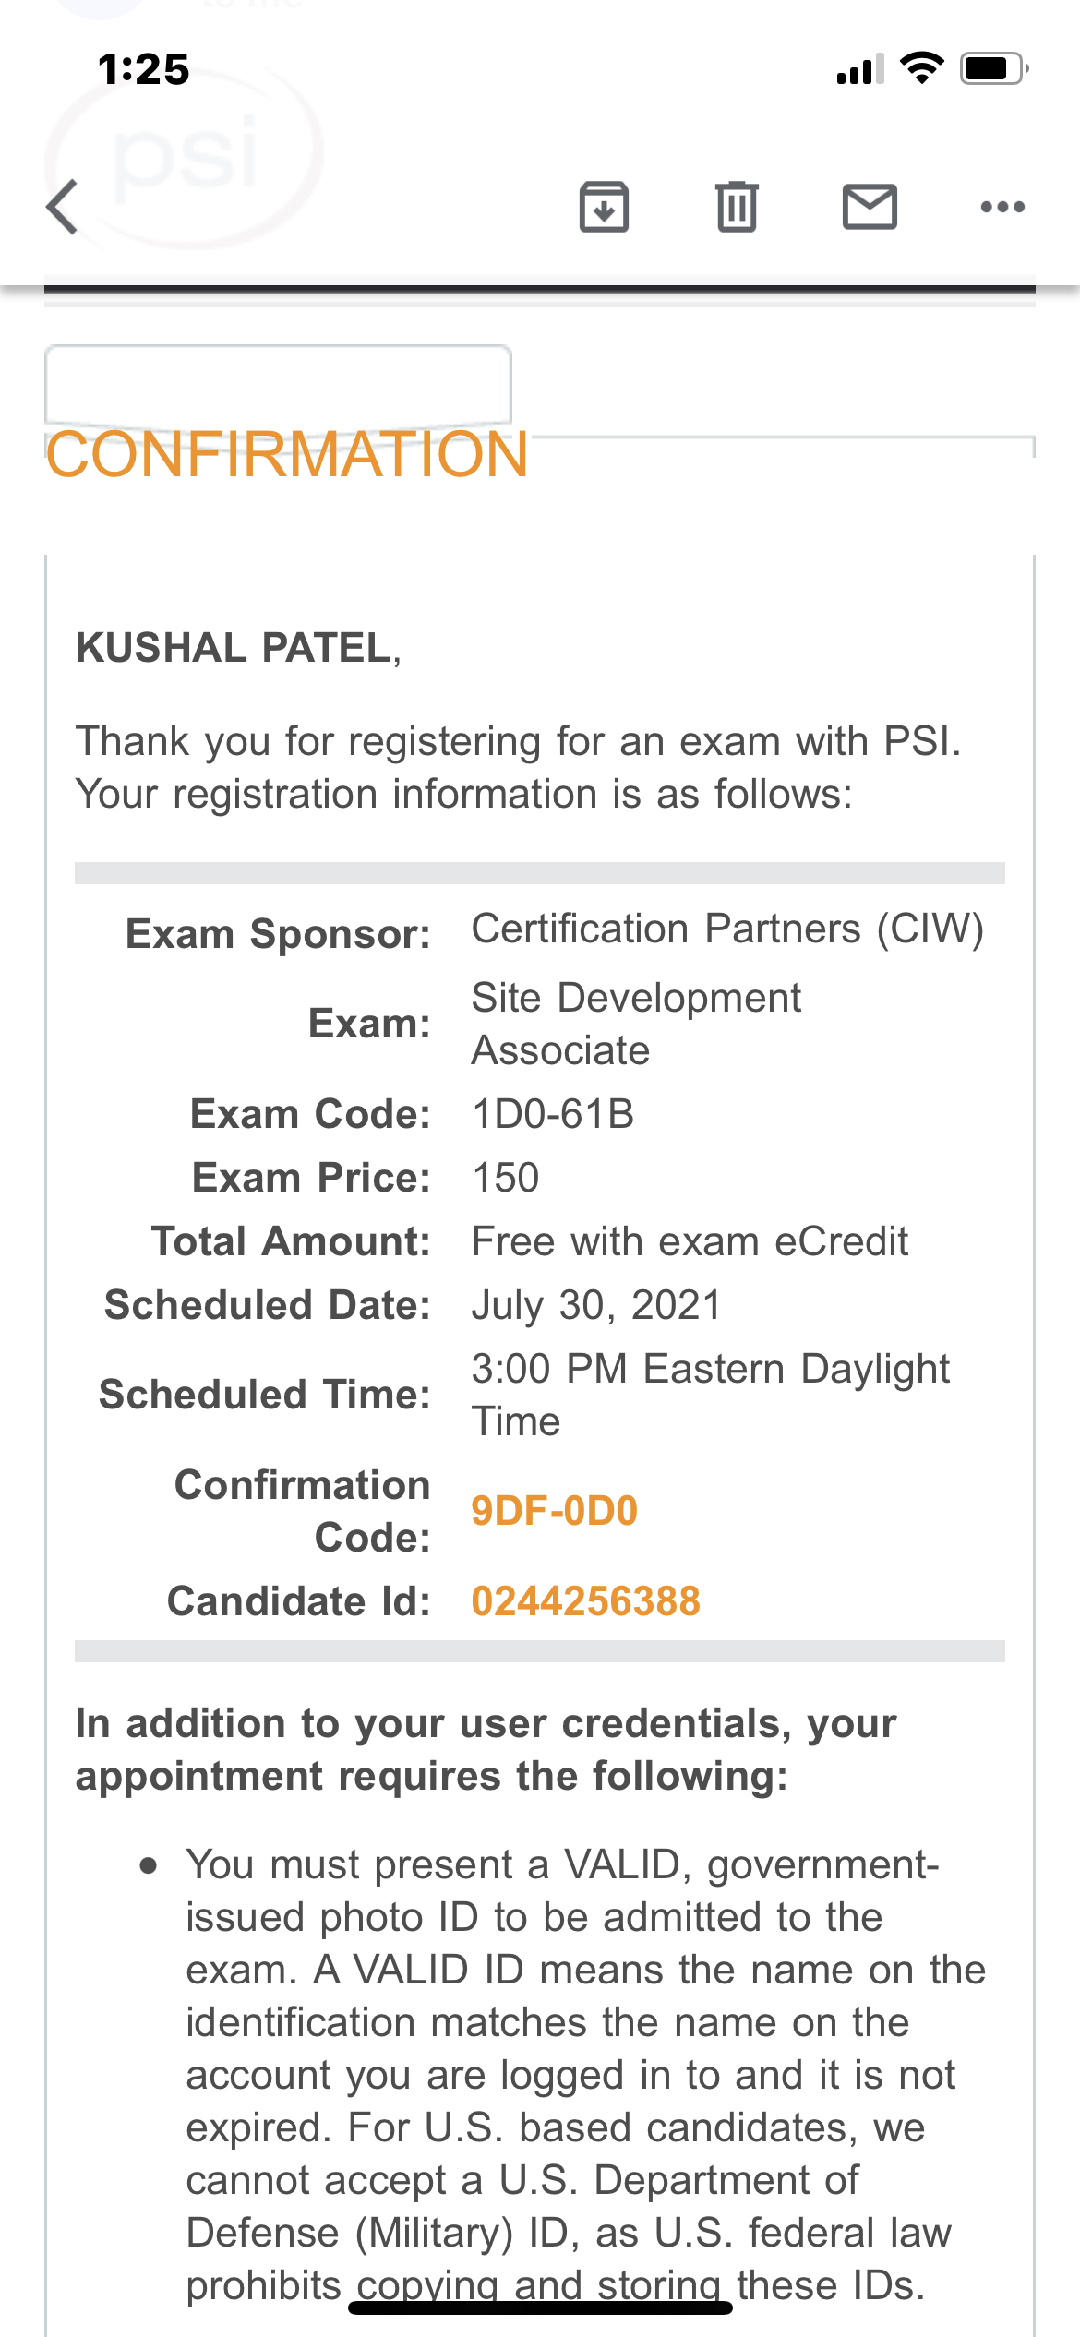 1:25
psi
CONFIRMATION
KUSHAL PATEL,
Thank you for registering for an exam with PSI.
Your registration information is as follows:
Exam Sponsor: Certification Partners (CIW)
Exam: Site Development
Associate
Exam Code: 1D0-61B
Exam Price: 150
Total Amount: Free with exam eCredit
Scheduled Date: July 30, 2021
Scheduled Time: 3:00 PM Eastern Daylight
Time
Confirmation
Code: 9DF-0D0
Candidate Id: 0244256388
In addition to your user credentials, your
appointment requires the following:
• You must present a VALID, government-
issued photo ID to be admitted to the
exam. A VALID ID means the name on the
identification matches the name on the
account you are logged in to and it is not
expired. For U.S. based candidates, we
cannot accept a U.S. Department of
Defense (Military) ID, as U.S. federal law
prohibits copying and storing these IDs.